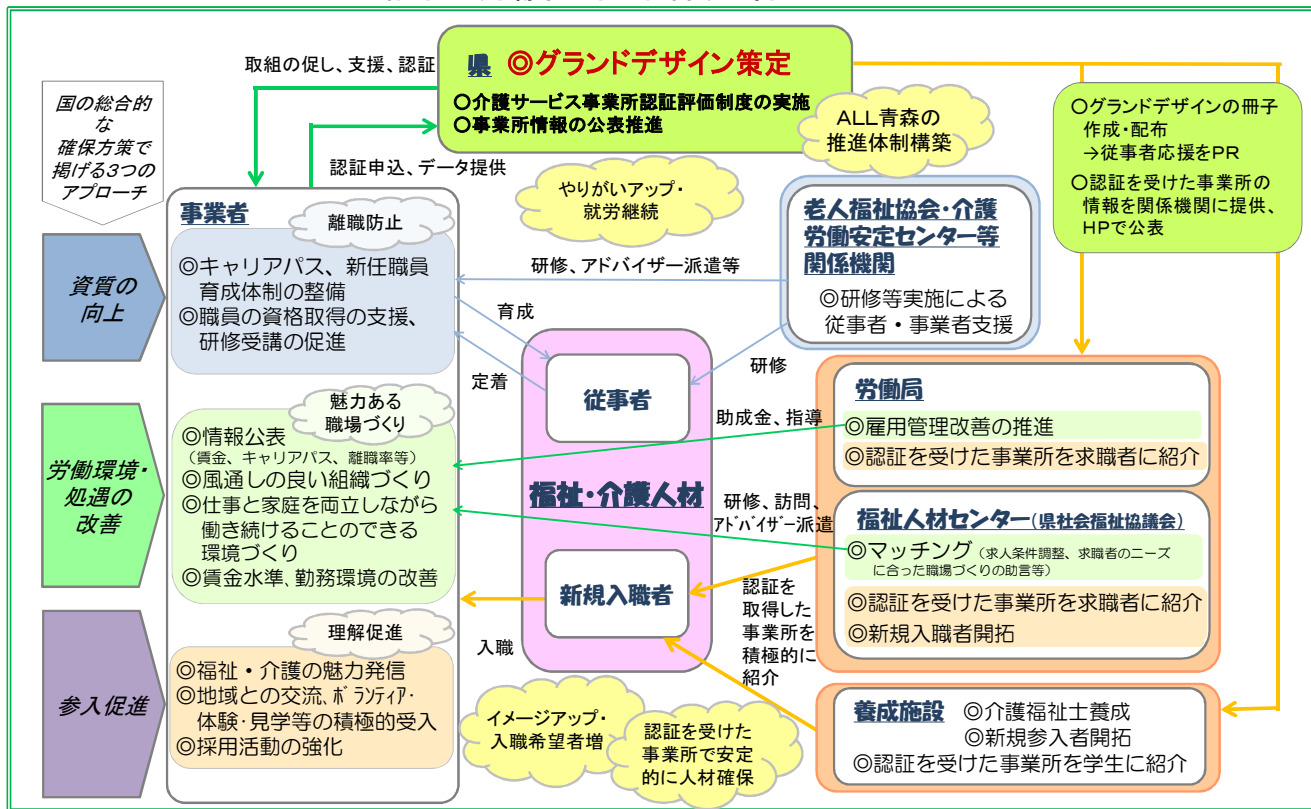 取組の促し、支援、認証
県 ◎グランドデザイン策定
○介護サービス事業所認証評価制度の実施
○事業所情報の公表推進
ALL青森の
推進体制構築
○グランドデザインの冊子
作成・配布
→従事者応援をPR
○認証を受けた事業所の
情報を関係機関に提供、
HPで公表
国の総合的
な
確保方策で
掲げる3つの
アプローチ
認証申込、データ提供
やりがいアップ・
就労継続
資質の
向上
労働環境・
処遇の
改善
参入促進
事業者
離職防止
◎キャリアパス、新任職員
育成体制の整備
◎職員の資格取得の支援、
研修受講の促進
魅力ある
職場づくり
◎情報公表
（賃金、キャリアパス、離職率等）
◎風通しの良い組織づくり
◎仕事と家庭を両立しながら
働き続けることのできる
環境づくり
◎賃金水準、勤務環境の改善
理解促進
◎福祉・介護の魅力発信
◎地域との交流、ﾎﾞﾗﾝﾃｨｱ・
体験・見学等の積極的受入
◎採用活動の強化
研修、アドバイザー派遣等
育成
定着
研修
助成金、指導
研修、訪問、
ｱﾄﾞﾊﾞｲｻﾞｰ派遣
入職
認証を
取得した
事業所を
積極的に
紹介
従事者
福祉・介護人材
新規入職者
イメージアップ・
入職希望者増
認証を受けた
事業所で安定
的に人材確保
老人福祉協会・介護
労働安定センター等
関係機関
◎研修等実施による
従事者・事業者支援
労働局
◎雇用管理改善の推進
◎認証を受けた事業所を求職者に紹介
福祉人材センター(県社会福祉協議会)
◎マッチング（求人条件調整、求職者のニーズ
に合った職場づくりの助言等）
◎認証を受けた事業所を求職者に紹介
◎新規入職者開拓
養成施設 ◎介護福祉士養成
◎新規参入者開拓
◎認証を受けた事業所を学生に紹介